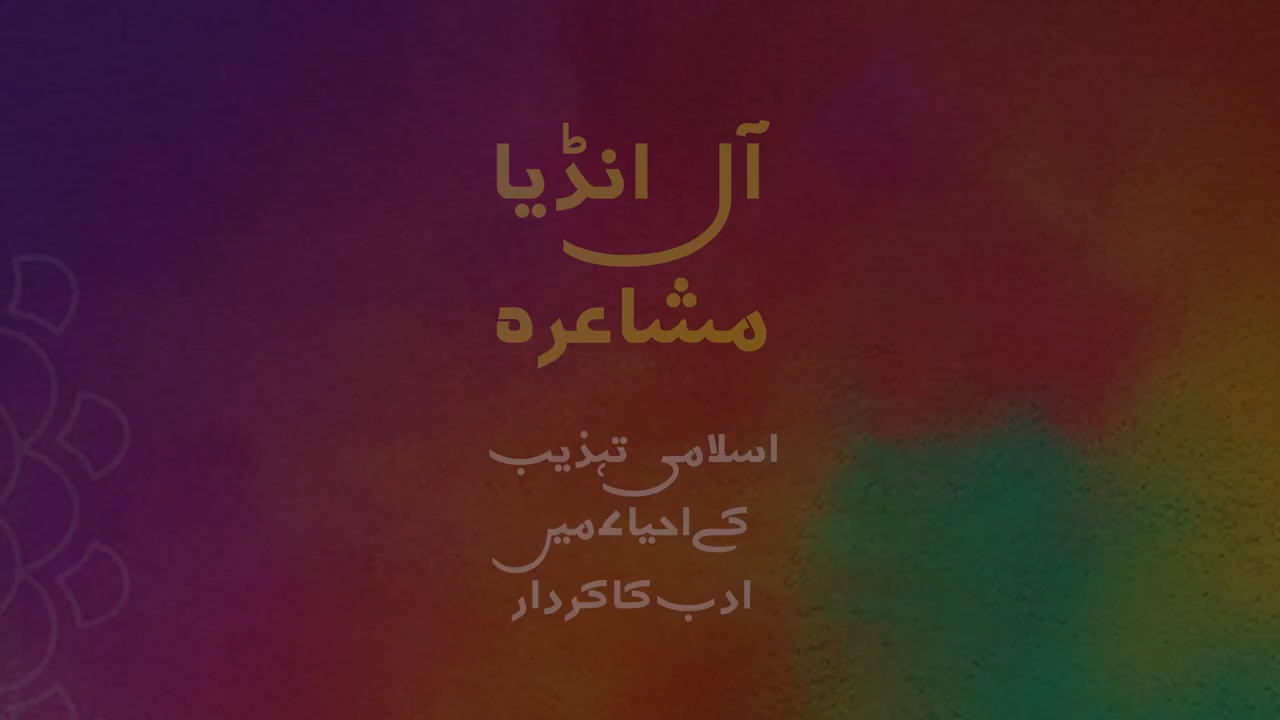 آل انڈیا
مشاعرہ
اسلامی تہذیب
کے احیاء میں
ادب کا کردار